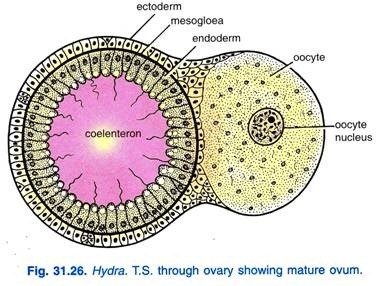 ectoderm
mesogloea
endoderm
oocyte
coelenteron
oocyte
nucleus
Fig. 31.26. Hydra. T.S. through ovary showing mature ovum.